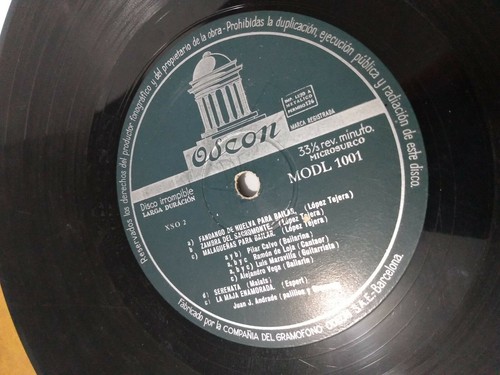 Reservados los derechos del productor fonográfico y del propietario de la obra - Prohibidas la duplicación, ejecución pública y radiación de este disco.
ODEON
MARCA REGISTRADA
Disco irrompible
LARGA DURACIÓN
33⅓ rev. minuto.
MICROSURCO
XSO 2
MODL 1001
a) FANDANGO DE HUELVA PARA BAILAR. (López Tejera)
b) ZAMBRA DEL SACROMONTE. (López Tejera)
c) MALAGUEÑAS PARA BAILAR. (López Tejera)
a y b) Pilar Calvo (Bailarina)
a, b y c) Ramón de Loja (Cantaor)
a, b y c) Luis Maravilla (Guitarrista)
c) Alejandro Vega (Bailarín)
d) SERENATA (Malats)
e) LA MAJA ENAMORADA. (Espert)
Juan J. Andrade (palillos y
Fabricado por la COMPAÑIA DEL GRAMOFONO ODEON S.A.E-Barcelona.